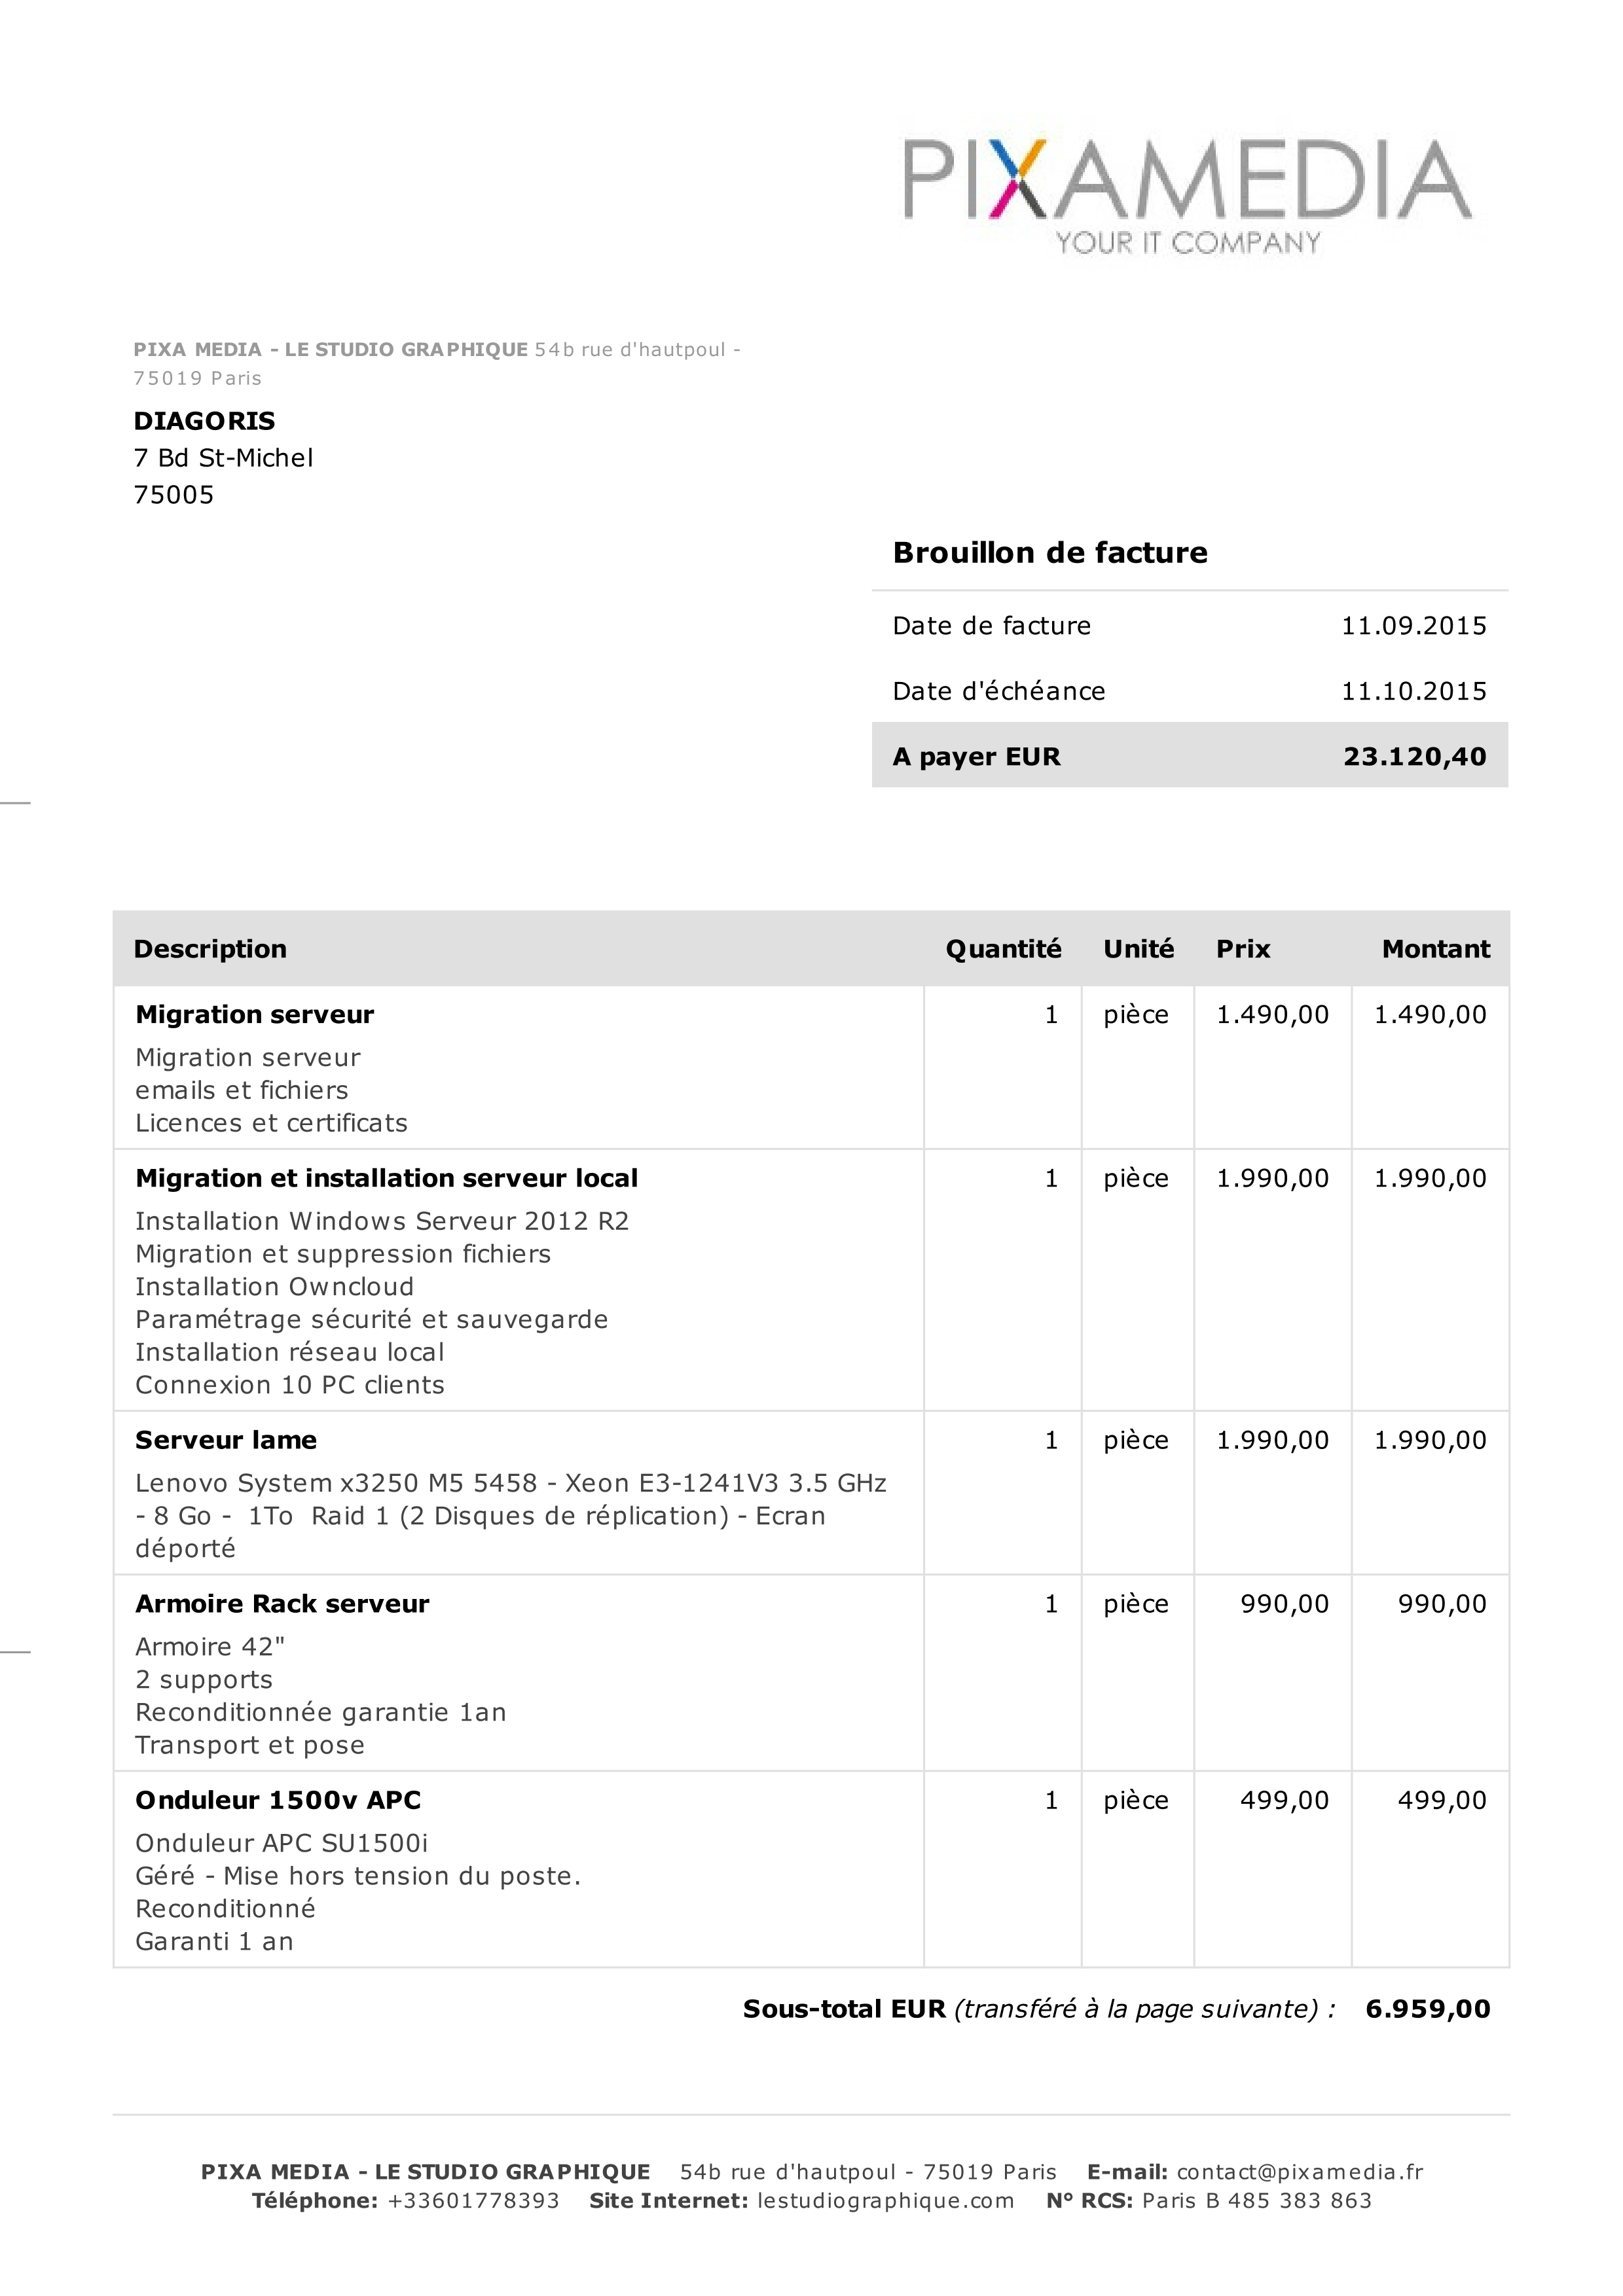 PIXAMEDIA
YOUR IT COMPANY
PIXA MEDIA - LE STUDIO GRAPHIQUE 54b rue d'hautpoul -
75019 Paris
DIAGORIS
7 Bd St-Michel
75005
Brouillon de facture
Date de facture 11.09.2015
Date d'échéance 11.10.2015
A payer EUR 23.120,40
Description Quantité Unité Prix Montant
Migration serveur 1 pièce 1.490,00 1.490,00
Migration serveur
emails et fichiers
Licences et certificats
Migration et installation serveur local 1 pièce 1.990,00 1.990,00
Installation Windows Serveur 2012 R2
Migration et suppression fichiers
Installation Owncloud
Paramétrage sécurité et sauvegarde
Installation réseau local
Connexion 10 PC clients
Serveur lame 1 pièce 1.990,00 1.990,00
Lenovo System x3250 M5 5458 - Xeon E3-1241V3 3.5 GHz
- 8 Go - 1To Raid 1 (2 Disques de réplication) - Ecran
déporté
Armoire Rack serveur 1 pièce 990,00 990,00
Armoire 42"
2 supports
Reconditionnée garantie 1an
Transport et pose
Onduleur 1500v APC 1 pièce 499,00 499,00
Onduleur APC SU1500i
Géré - Mise hors tension du poste.
Reconditionné
Garanti 1 an
Sous-total EUR (transféré à la page suivante) : 6.959,00
PIXA MEDIA - LE STUDIO GRAPHIQUE 54b rue d'hautpoul - 75019 Paris E-mail: contact@pixamedia.fr
Téléphone: +33601778393 Site Internet: lestudiographique.com N° RCS: Paris B 485 383 863